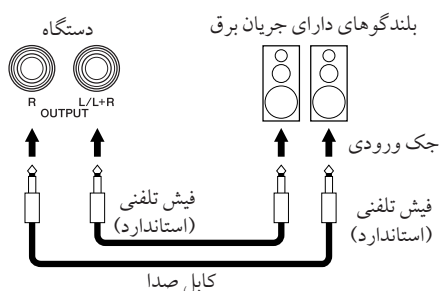 دستگاه
بلندگوهای دارای جریان برق
R
L/L+R
OUTPUT
جک ورودی
فیش تلفنی
(استاندارد)
فیش تلفنی
(استاندارد)
کابل صدا